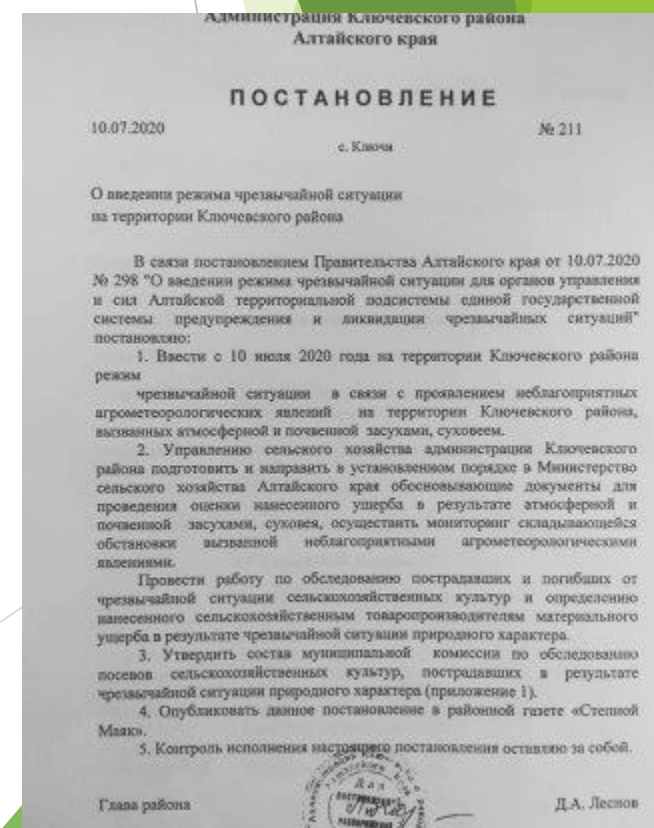 Администрация Ключевского района
Алтайского края
ПОСТАНОВЛЕНИЕ
10.07.2020 № 211
с. Ключи
О введении режима чрезвычайной ситуации
на территории Ключевского района
В связи постановлением Правительства Алтайского края от 10.07.2020
№ 298 "О введении режима чрезвычайной ситуации для органов управления
и сил Алтайской территориальной подсистемы единой государственной
системы предупреждения и ликвидации чрезвычайных ситуаций"
постановляю:
1. Ввести с 10 июля 2020 года на территории Ключевского района
режим
чрезвычайной ситуации в связи с проявлением неблагоприятных
агрометеорологических явлений на территории Ключевского района,
вызванных атмосферной и почвенной засухами, суховеем.
2. Управлению сельского хозяйства администрации Ключевского
района подготовить и направить в установленном порядке в Министерство
сельского хозяйства Алтайского края обосновывающие документы для
проведения оценки нанесенного ущерба в результате атмосферной и
почвенной засухами, суховея, осуществить мониторинг складывающейся
обстановки вызванной неблагоприятными агрометеорологическими
явлениями.
Провести работу по обследованию пострадавших и погибших от
чрезвычайной ситуации сельскохозяйственных культур и определению
нанесенного сельскохозяйственным товаропроизводителям материального
ущерба в результате чрезвычайной ситуации природного характера.
3. Утвердить состав муниципальной комиссии по обследованию
посевов сельскохозяйственных культур, пострадавших в результате
чрезвычайной ситуации природного характера (приложение 1).
4. Опубликовать данное постановление в районной газете «Степной
Маяк».
5. Контроль исполнения настоящего постановления оставляю за собой.
Для
постановлений
и
распоряжений
Глава района Д.А. Леснов